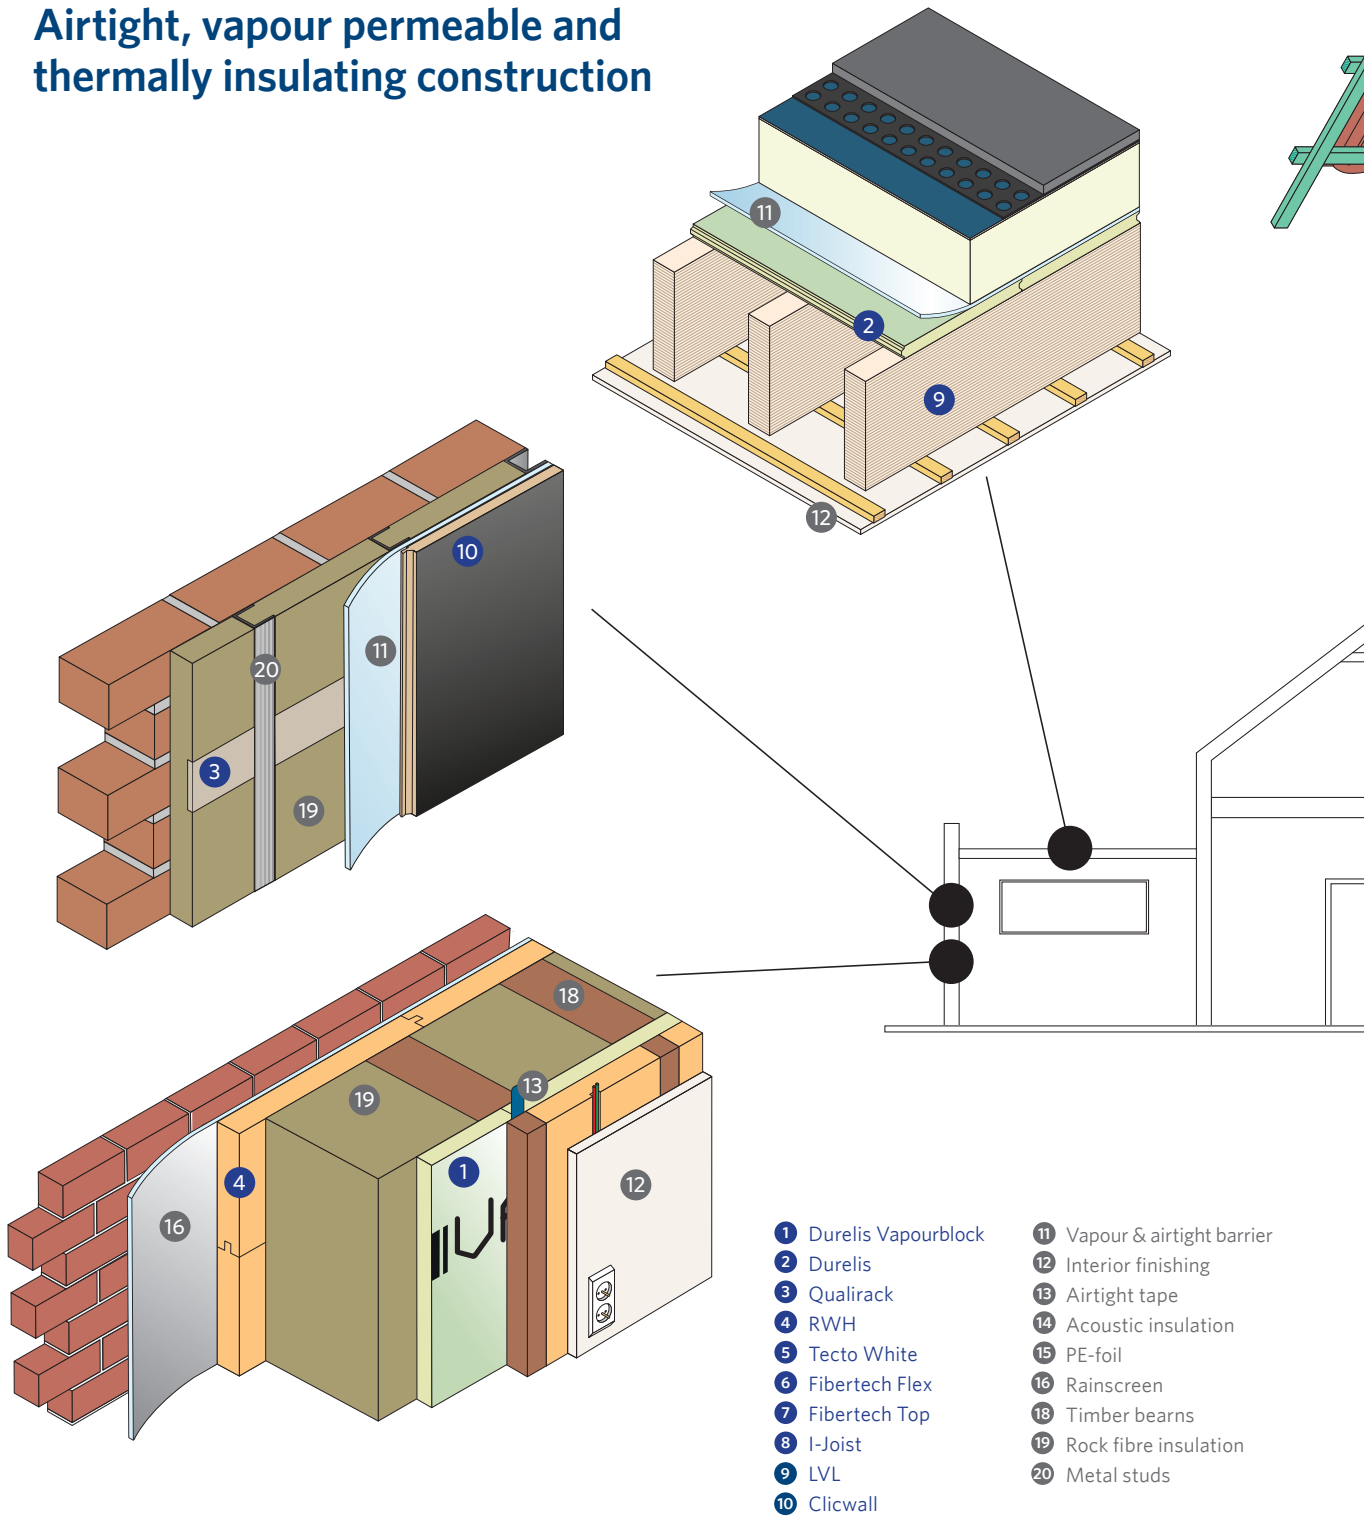 Airtight, vapour permeable and
thermally insulating construction
11
2
9
12
10
11
20
3
19
18
13
19
1
4
12
16
1 Durelis Vapourblock
2 Durelis
3 Qualirack
4 RWH
5 Tecto White
6 Fibertech Flex
7 Fibertech Top
8 I-Joist
9 LVL
10 Clicwall
11 Vapour & airtight barrier
12 Interior finishing
13 Airtight tape
14 Acoustic insulation
15 PE-foil
16 Rainscreen
18 Timber bearns
19 Rock fibre insulation
20 Metal studs